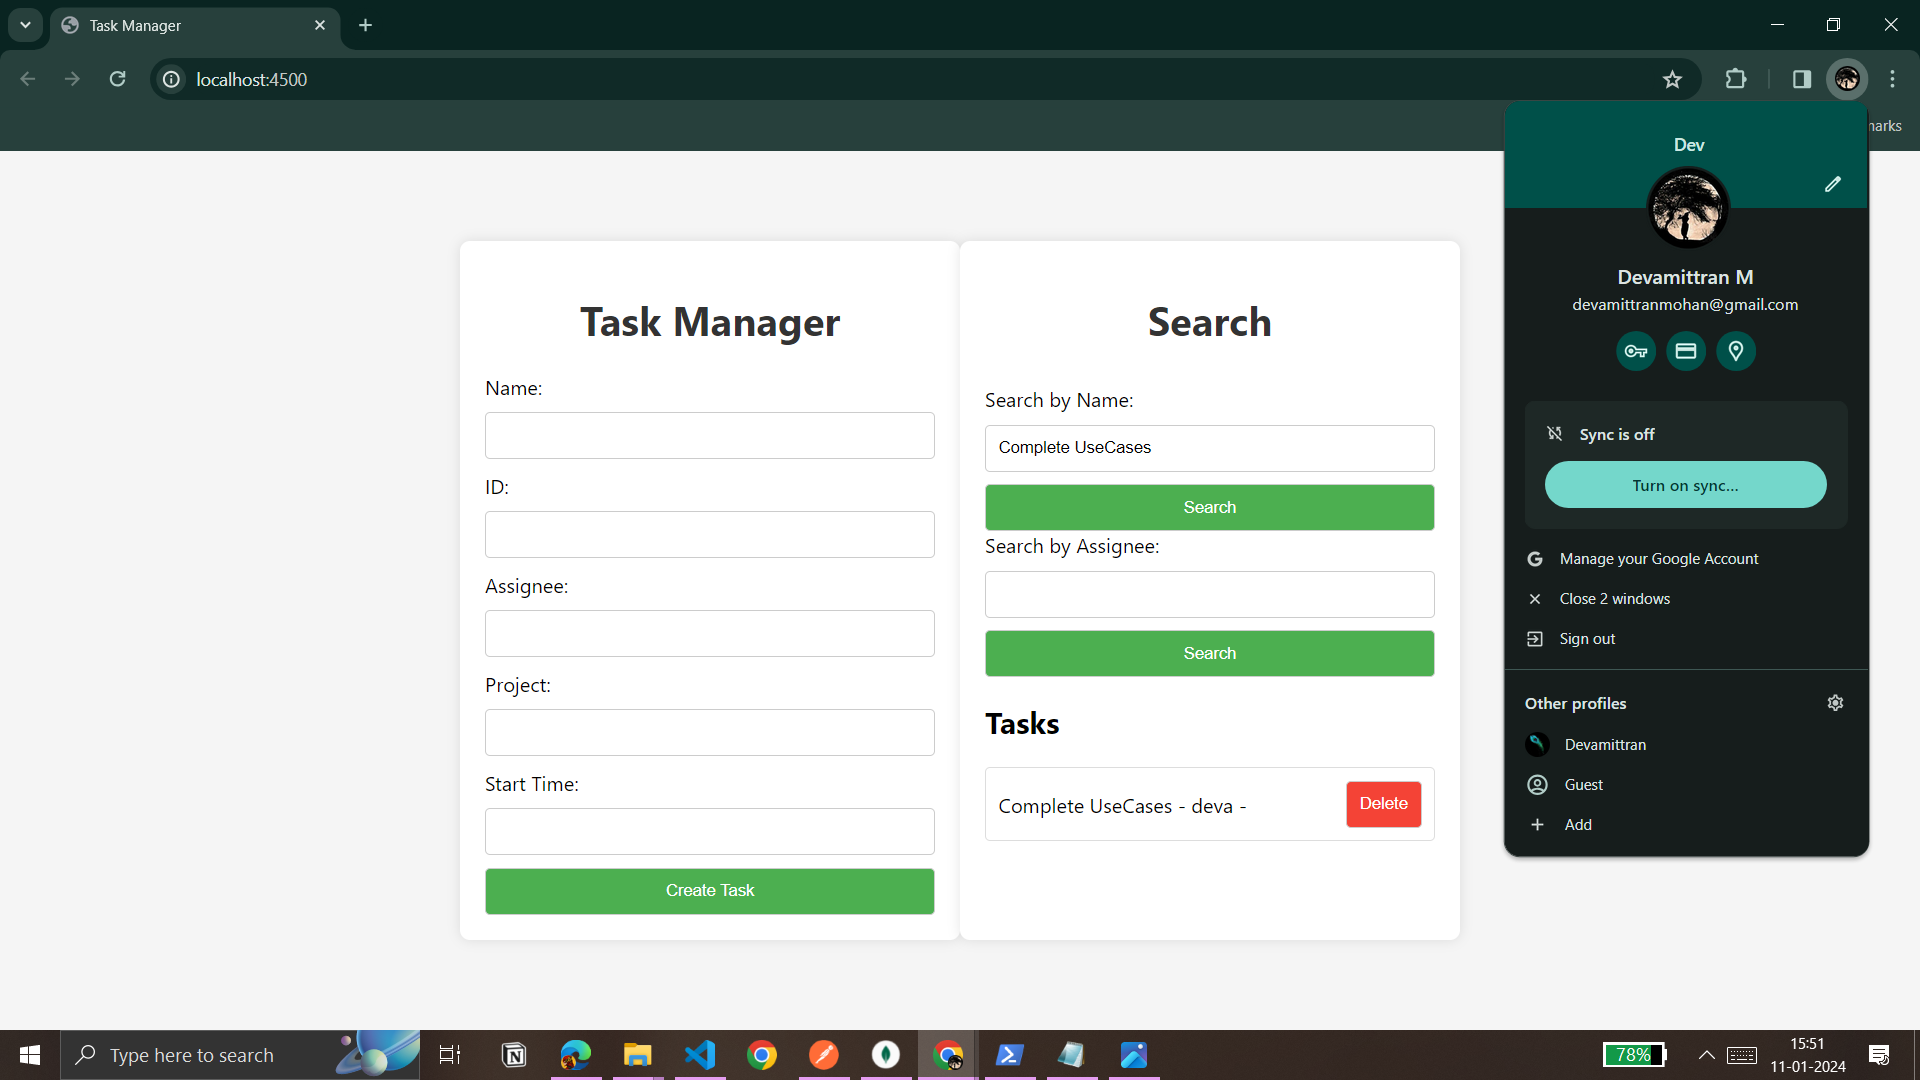 Task Manager
localhost:4500
marks
Dev
Devamittran M
devamittranmohan@gmail.com
Sync is off
Turn on sync...
Manage your Google Account
Close 2 windows
Sign out
Other profiles
Devamittran
Guest
Add
Task Manager
Name:
ID:
Assignee:
Project:
Start Time:
Create Task
Search
Search by Name:
Complete UseCases
Search
Search by Assignee:
Search
Tasks
Complete UseCases - deva -
Delete
Type here to search
78%
15:51
11-01-2024